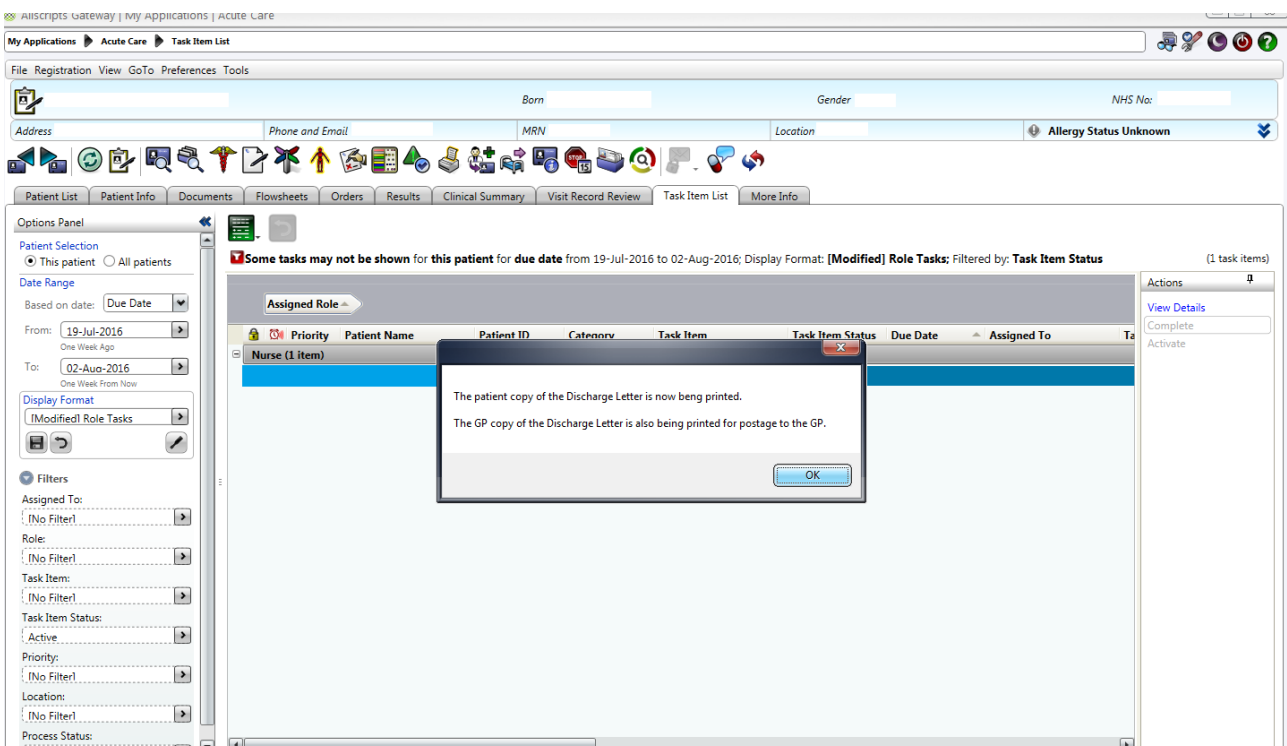 Allscripts Gateway | My Applications | Acute Care
My Applications Acute Care Task Item List
File Registration View GoTo Preferences Tools
Born Gender NHS No:
Address Phone and Email MRN Location Allergy Status Unknown
STOP
15
Patient List Patient Info Documents Flowsheets Orders Results Clinical Summary Visit Record Review Task Item List More Info
Options Panel
Patient Selection
This patient All patients
Date Range
Based on date: Due Date
From: 19-Jul-2016
One Week Ago
To: 02-Aug-2016
One Week From Now
Display Format
[Modified] Role Tasks
Filters
Assigned To:
[No Filter]
Role:
[No Filter]
Task Item:
[No Filter]
Task Item Status:
Active
Priority:
[No Filter]
Location:
[No Filter]
Process Status:
Some tasks may not be shown for this patient for due date from 19-Jul-2016 to 02-Aug-2016; Display Format: [Modified] Role Tasks; Filtered by: Task Item Status (1 task items)
Assigned Role
Priority Patient Name Patient ID Category Task Item Task Item Status Due Date Assigned To Ta
Nurse (1 item)
The patient copy of the Discharge Letter is now beng printed.
The GP copy of the Discharge Letter is also being printed for postage to the GP.
OK
Actions
View Details
Complete
Activate